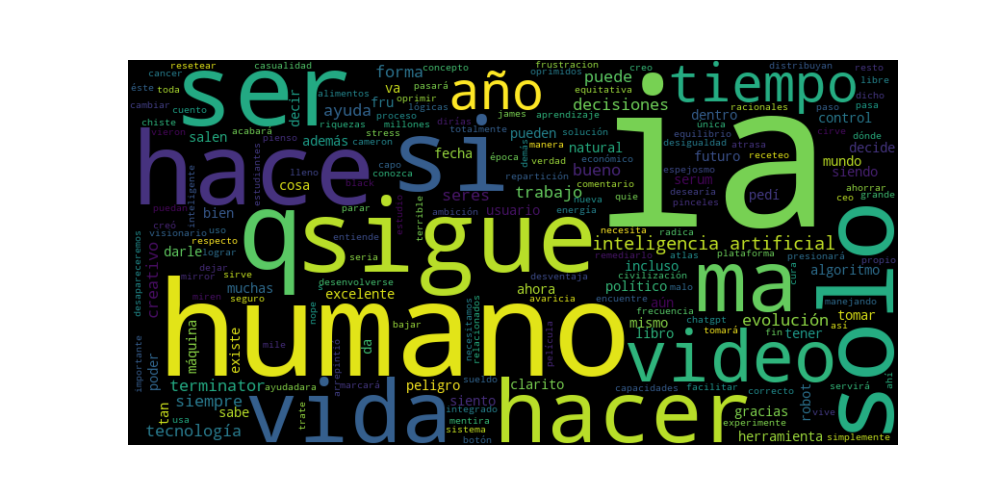 resetear casualidad concepto frustracion creo distribuyan
cancer forma oprimidos puede tiempo resto
éste toda ser alimentos va pasará año equitativa ia libre
cambiar cuento decir ayuda fru oprimir lógicas decisiones racionales dicho
chiste riquezas proceso james aprendizaje dentro paso pasa
vieron acabará millones dirías manera única control
hace salen además stress totalmente pueden solución equilibrio cirve dónde
pienso cameron si demás natural desigualdad atrasa decide
estudiantes capo fecha época verdad económico futuro receteo mundo
inteligente cosa lleno conozca bueno repartición espejismo siendo
black seres comentario serum ahorrar grande
puedan estudio ambición usuario trabajo quie desearía pedí ceo
creó bien parar terrible energía nueva pinceles solo
visionario uso q entiende sigue necesita radica
respecto seria remediarlo inteligencia artificial
desapareceremos creativo darle lograr atlas plataforma propio
dejar desenvolverse desventaja incluso civilización ma cura presionará
mirror sirve ahora político malo algoritmo
muchas miren seguro excelente avaricia encuentre aún frecuencia manejando
humano nope mismo chatgpt evolución tomar
máquina necesitamos relacionados libro tomará así
importante existe bajar video fin tener
poder mile da película
arrepintió sueldo capacidades facilitar correcto servirá ahí
terminator ayudadara marcará peligro clarito
siempre vida siento hacer robot vive
tan sabe trate integrado gracias
usa mentira experimente
tecnología sistema botón herramienta simplemente